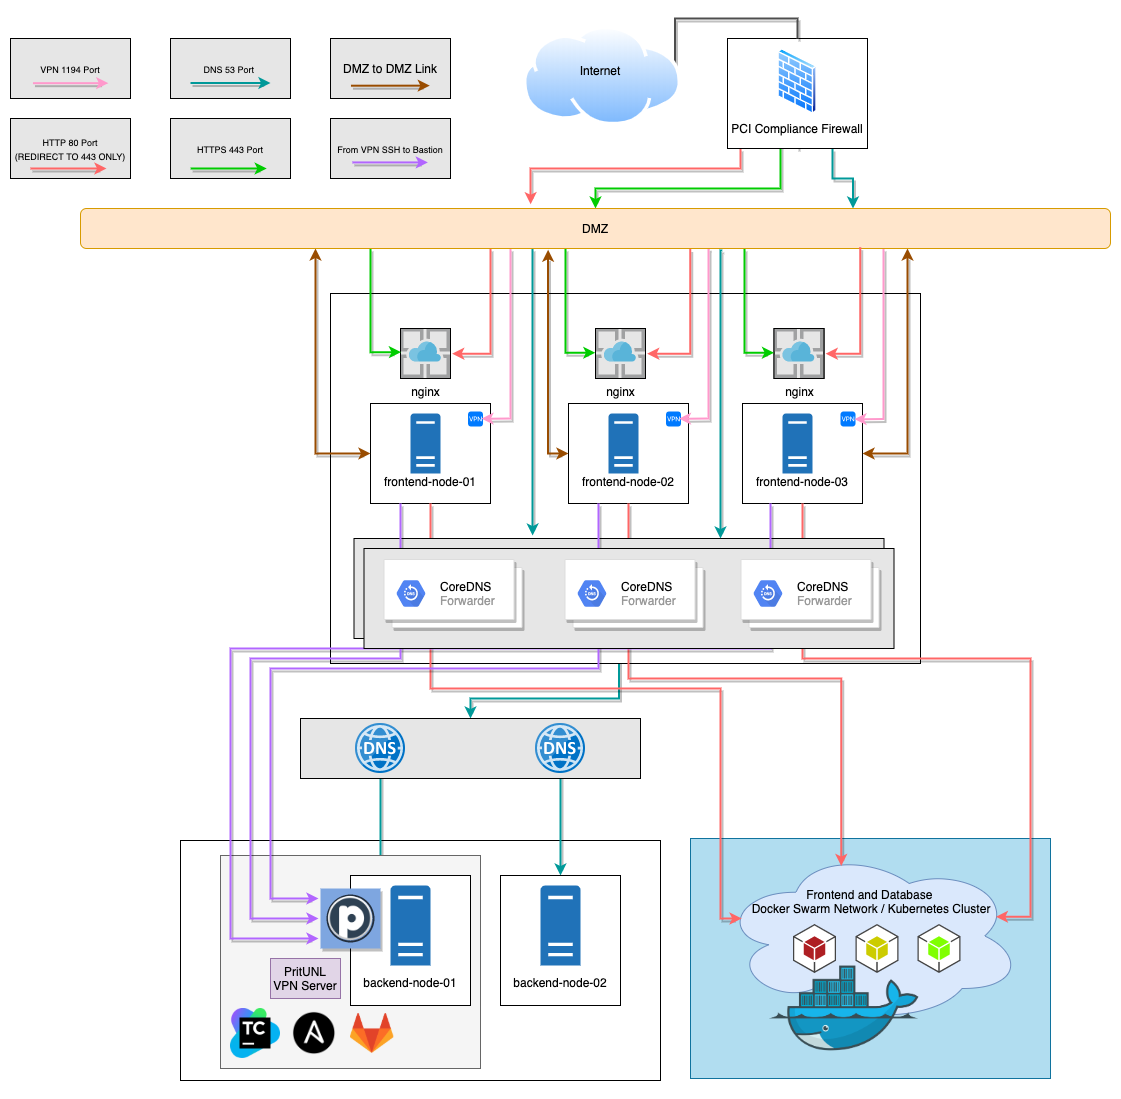 VPN 1194 Port
DNS 53 Port
DMZ to DMZ Link
HTTP 80 Port
(REDIRECT TO 443 ONLY)
HTTPS 443 Port
From VPN SSH to Bastion
Internet
PCI Compliance Firewall
DMZ
nginx
nginx
nginx
VPN
VPN
VPN
frontend-node-01
frontend-node-02
frontend-node-03
DNS
CoreDNS
Forwarder
DNS
CoreDNS
Forwarder
DNS
CoreDNS
Forwarder
DNS
DNS
p
backend-node-01
backend-node-02
PritUNL
VPN Server
TC
Frontend and Database
Docker Swarm Network / Kubernetes Cluster